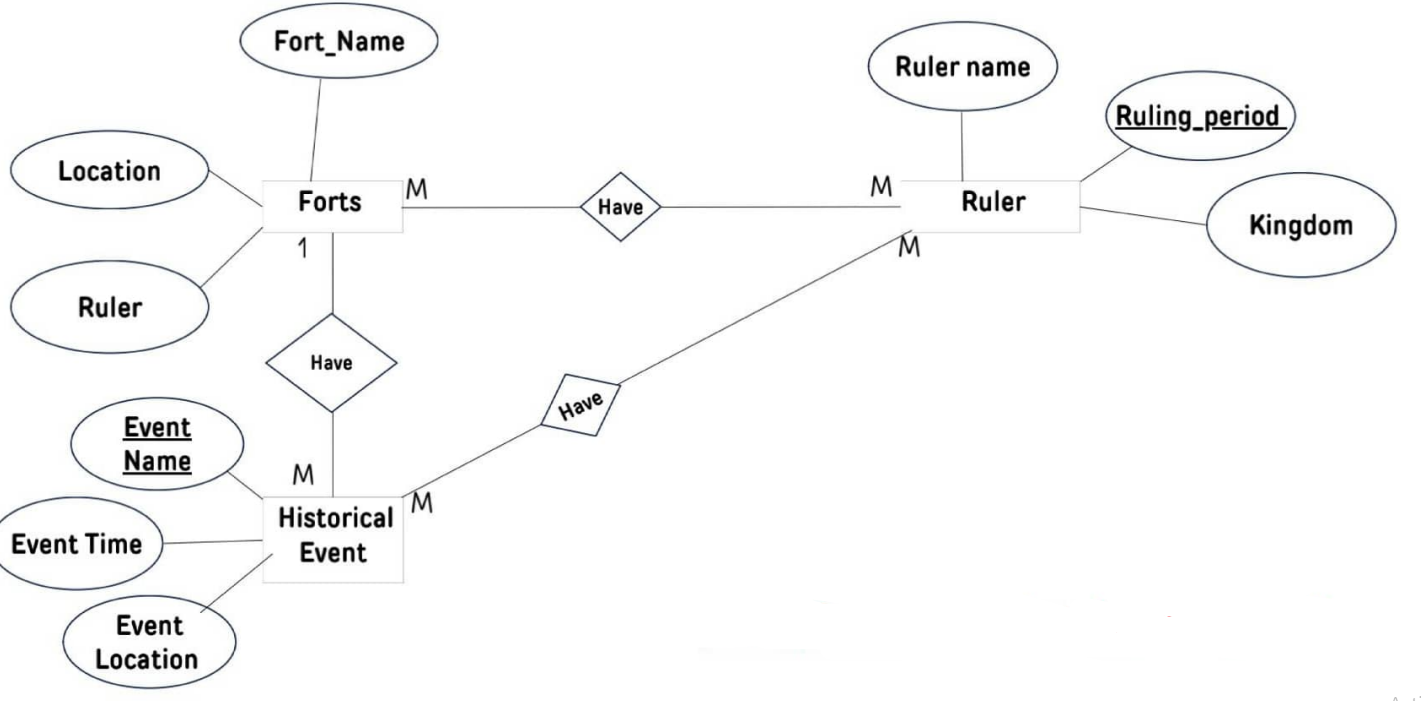 Fort_Name
Ruler name
Ruling_period
Location
Forts
M
Have
M
Ruler
Kingdom
1
M
Ruler
Have
Have
Event
Name
M
M
Historical
Event
Event Time
Event
Location